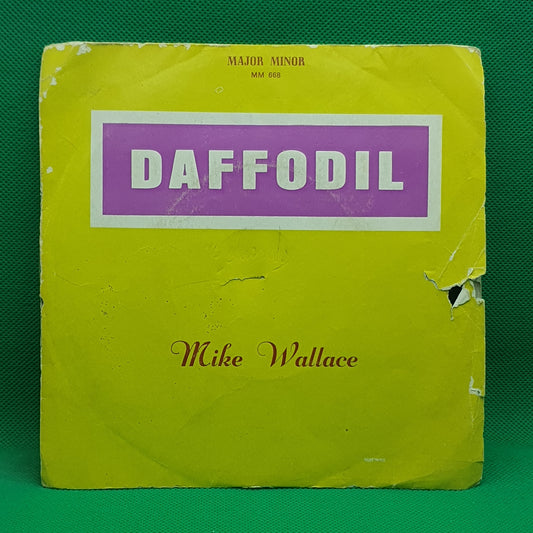 MAJOR MINOR
MM 668
DAFFODIL
Mike Wallace